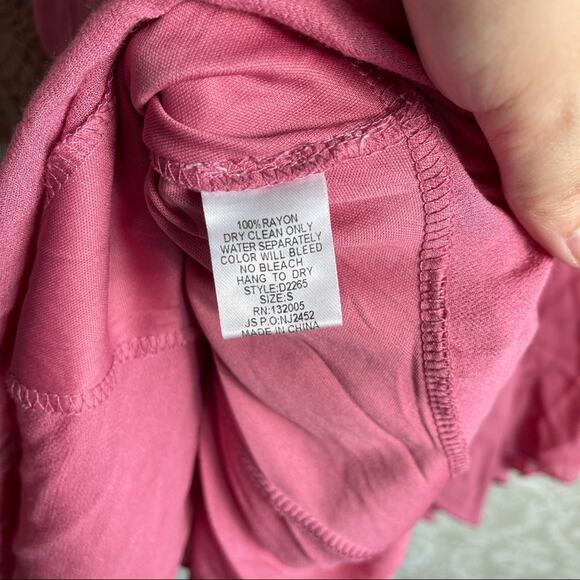 100%RAYON
DRY CLEAN ONLY
WATER SEPARATELY
COLOR WILL BLEED
NO BLEACH
HANG TO DRY
STYLE:D2265
SIZE:S
RN:132005
JS P.O:NJ2452
MADE IN CHINA